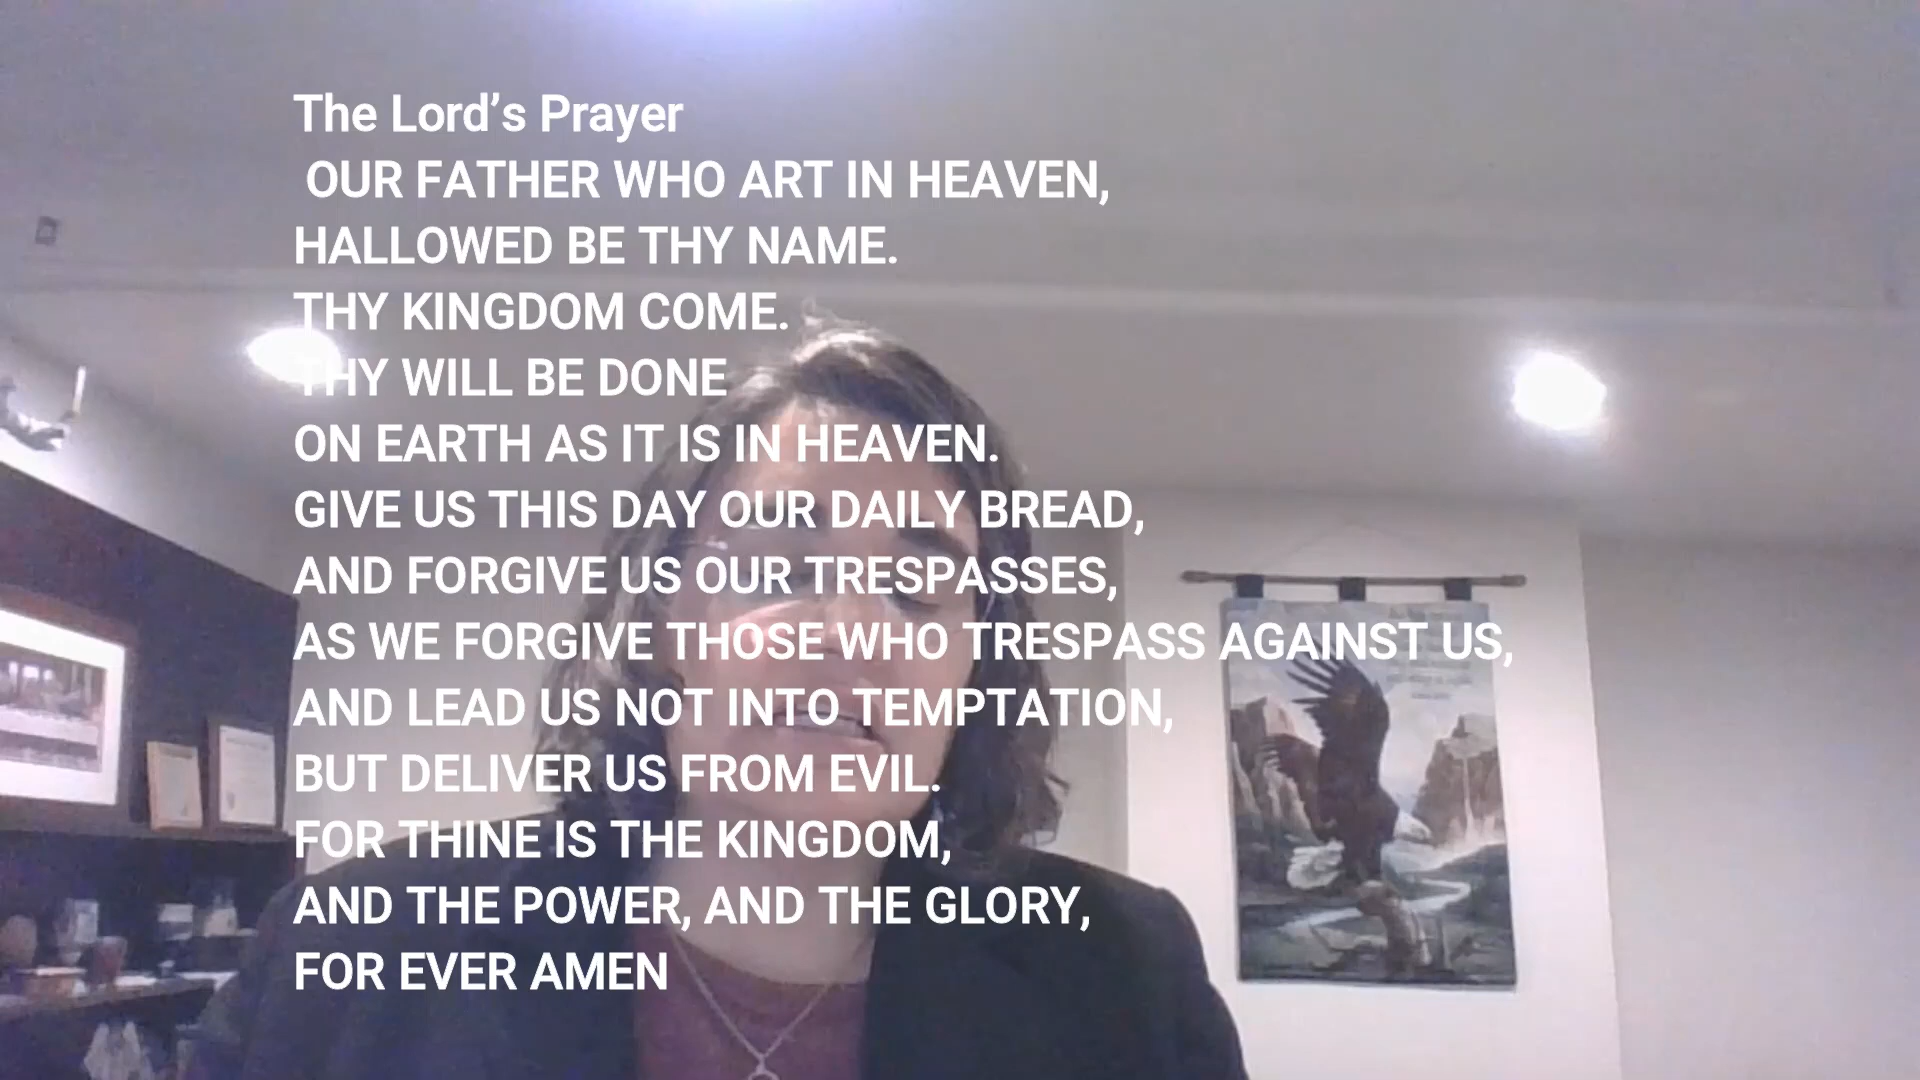 The Lord’s Prayer
OUR FATHER WHO ART IN HEAVEN,
HALLOWED BE THY NAME.
THY KINGDOM COME.
THY WILL BE DONE
ON EARTH AS IT IS IN HEAVEN.
GIVE US THIS DAY OUR DAILY BREAD,
AND FORGIVE US OUR TRESPASSES,
AS WE FORGIVE THOSE WHO TRESPASS AGAINST US,
AND LEAD US NOT INTO TEMPTATION,
BUT DELIVER US FROM EVIL.
FOR THINE IS THE KINGDOM,
AND THE POWER, AND THE GLORY,
FOR EVER AMEN